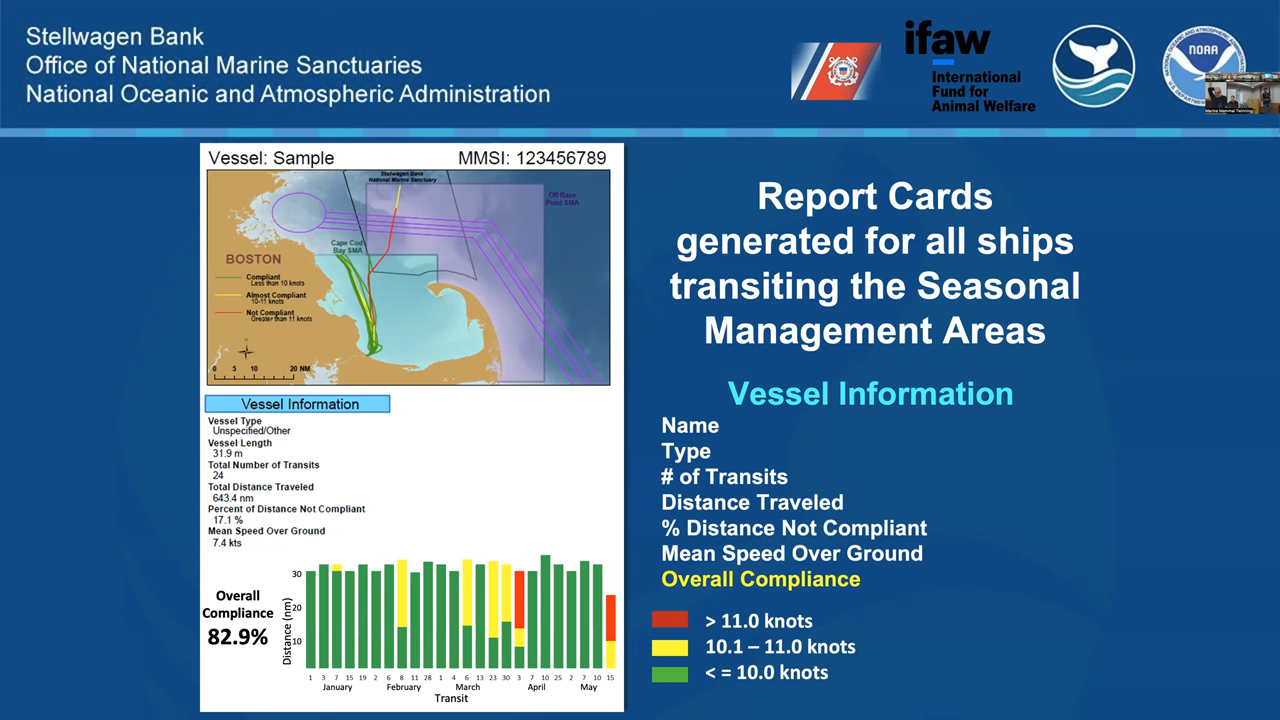 Stellwagen Bank
Office of National Marine Sanctuaries
National Oceanic and Atmospheric Administration
ifaw
International
Fund for
Animal Welfare
NOAA
Marine Mammal Twinning
Vessel: Sample
MMSI: 123456789
Stellwagen Bank
National Marine Sanctuary
Off Race
Point SMA
Cape Cod
Bay SMA
BOSTON
Compliant
Less than 10 knots
Almost Compliant
10-11 knots
Not Compliant
Greater than 11 knots
0 5 10 20 NM
Vessel Information
Vessel Type
Unspecified/Other
Vessel Length
31.9 m
Total Number of Transits
24
Total Distance Traveled
643.4 nm
Percent of Distance Not Compliant
17.1 %
Mean Speed Over Ground
7.4 kts
Overall
Compliance
82.9%
Distance (nm)
30
20
10
1 3 7 15 19 2 6 8 11 28 1 4 6 13 23 30 3 7 10 25 2 7 10 15
January February March April May
Transit
Report Cards
generated for all ships
transiting the Seasonal
Management Areas
Vessel Information
Name
Type
# of Transits
Distance Traveled
% Distance Not Compliant
Mean Speed Over Ground
Overall Compliance
> 11.0 knots
10.1 – 11.0 knots
< = 10.0 knots